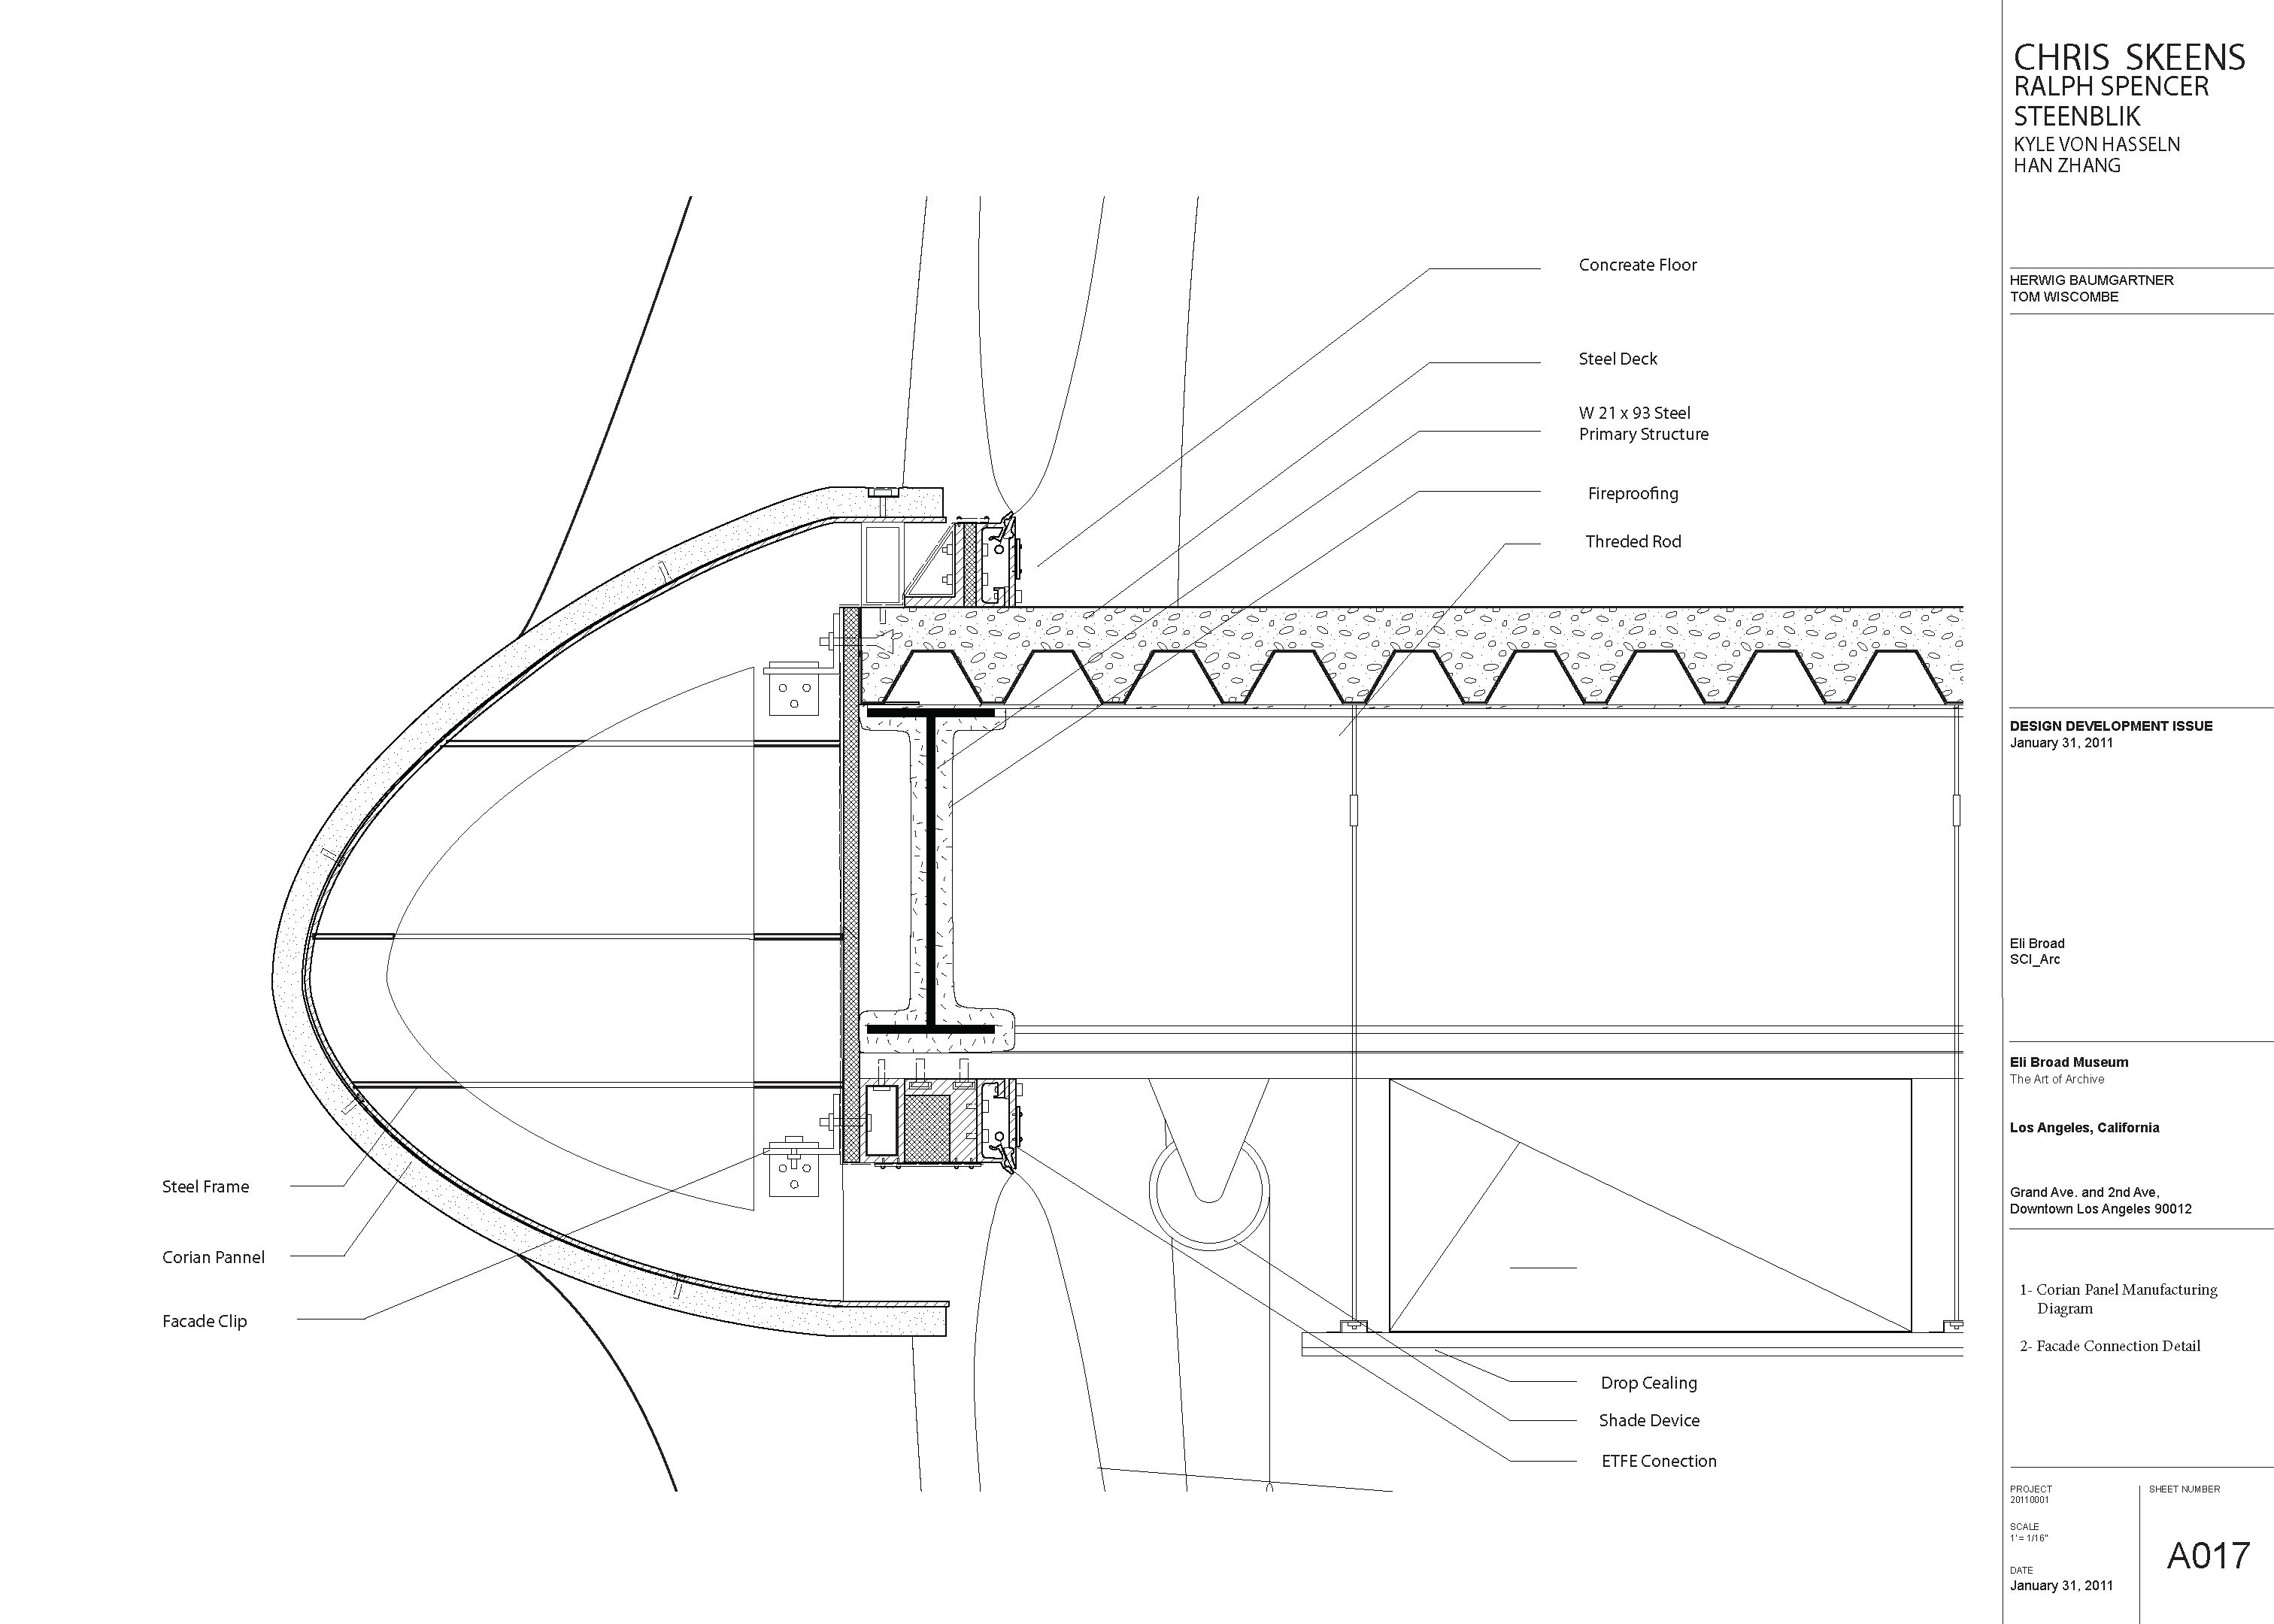 CHRIS SKEENS
RALPH SPENCER
STEENBLIK
KYLE VON HASSELN
HAN ZHANG
HERWIG BAUMGARTNER
TOM WISCOMBE
Concreate Floor
Steel Deck
W 21 x 93 Steel
Primary Structure
Fireproofing
Threded Rod
Steel Frame
Corian Pannel
Facade Clip
Drop Cealing
Shade Device
ETFE Conection
DESIGN DEVELOPMENT ISSUE
January 31, 2011
Eli Broad
SCI_Arc
Eli Broad Museum
The Art of Archive
Los Angeles, California
Grand Ave. and 2nd Ave,
Downtown Los Angeles 90012
1- Corian Panel Manufacturing
Diagram
2- Facade Connection Detail
PROJECT
20110001
SCALE
1'= 1/16"
DATE
January 31, 2011
SHEET NUMBER
A017